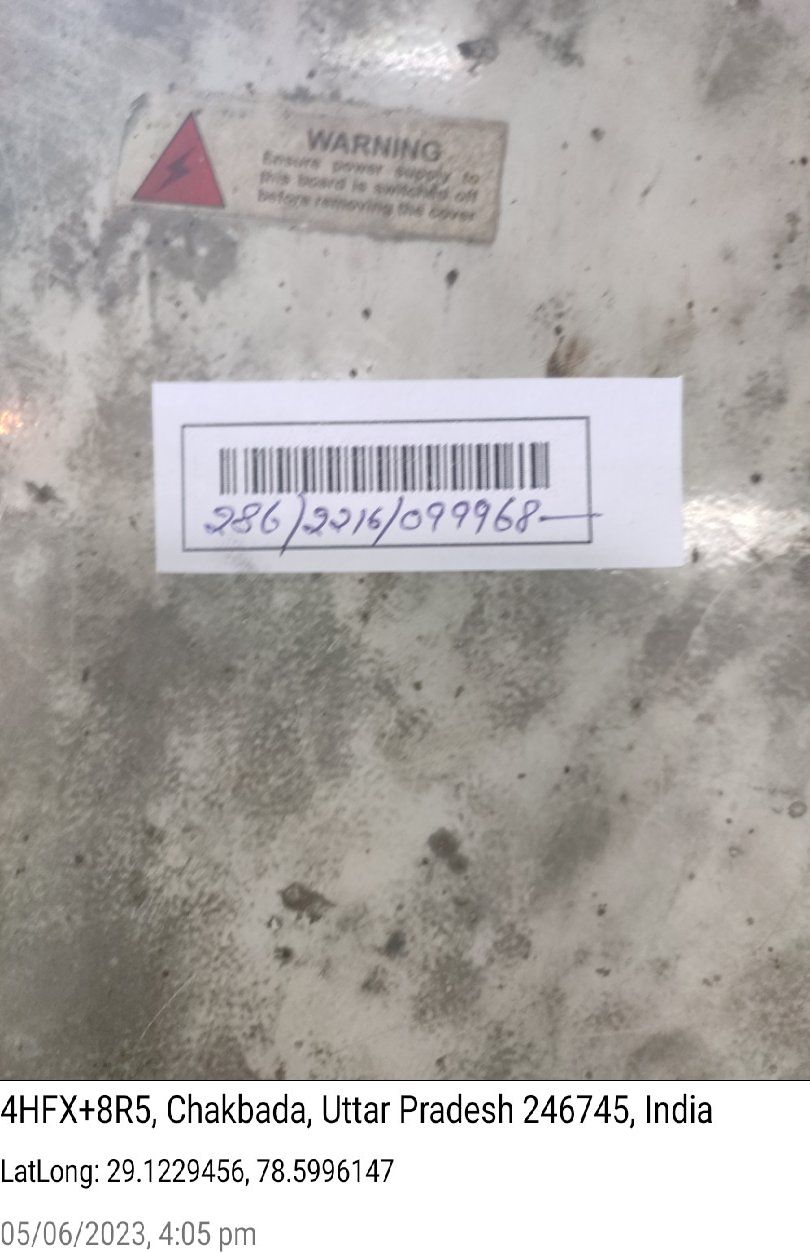 WARNING
Ensure power supply to
this board is switched off
before removing the cover
286/2216/099968
4HFX+8R5, Chakbada, Uttar Pradesh 246745, India
LatLong: 29.1229456, 78.5996147
05/06/2023, 4:05 pm